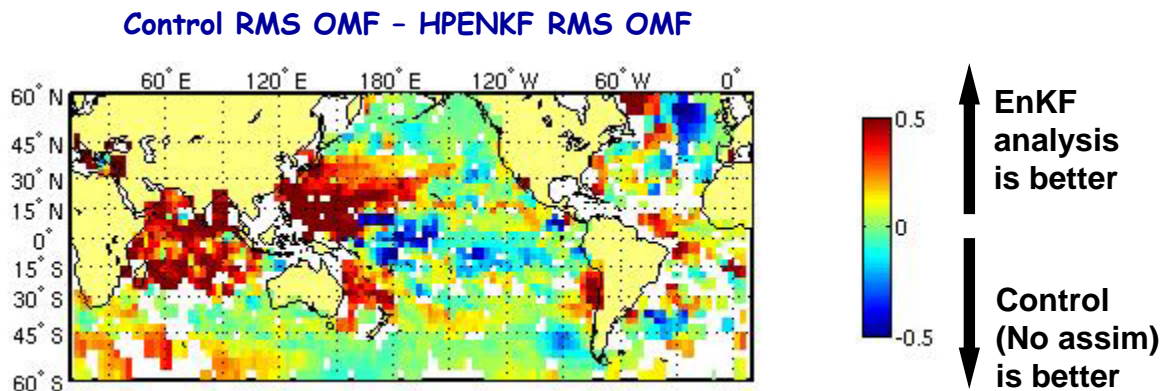 Control RMS OMF – HPENKF RMS OMF
60° E 120° E 180° E 120° W 60° W 0°
60° N
45° N
30° N
15° N
0°
15° S
30° S
45° S
60° S
0.5
0
-0.5
EnKF
analysis
is better
Control
(No assim)
is better